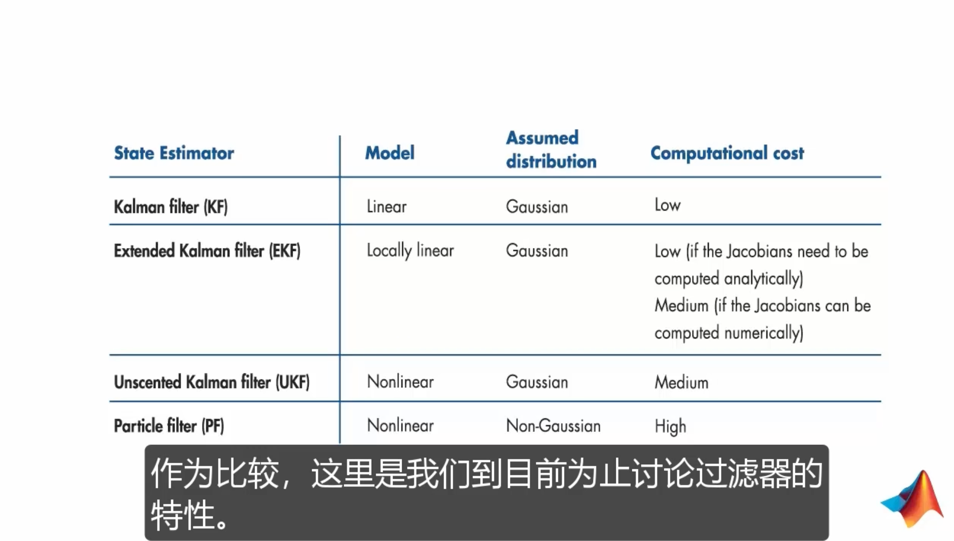 State Estimator Model Assumed distribution Computational cost
Kalman filter (KF) Linear Gaussian Low
Extended Kalman filter (EKF) Locally linear Gaussian Low (if the Jacobians need to be
computed analytically)
Medium (if the Jacobians can be
computed numerically)
Unscented Kalman filter (UKF) Nonlinear Gaussian Medium
Particle filter (PF) Nonlinear Non-Gaussian High
作为比较，这里是我们到目前为止讨论过滤器的
特性。